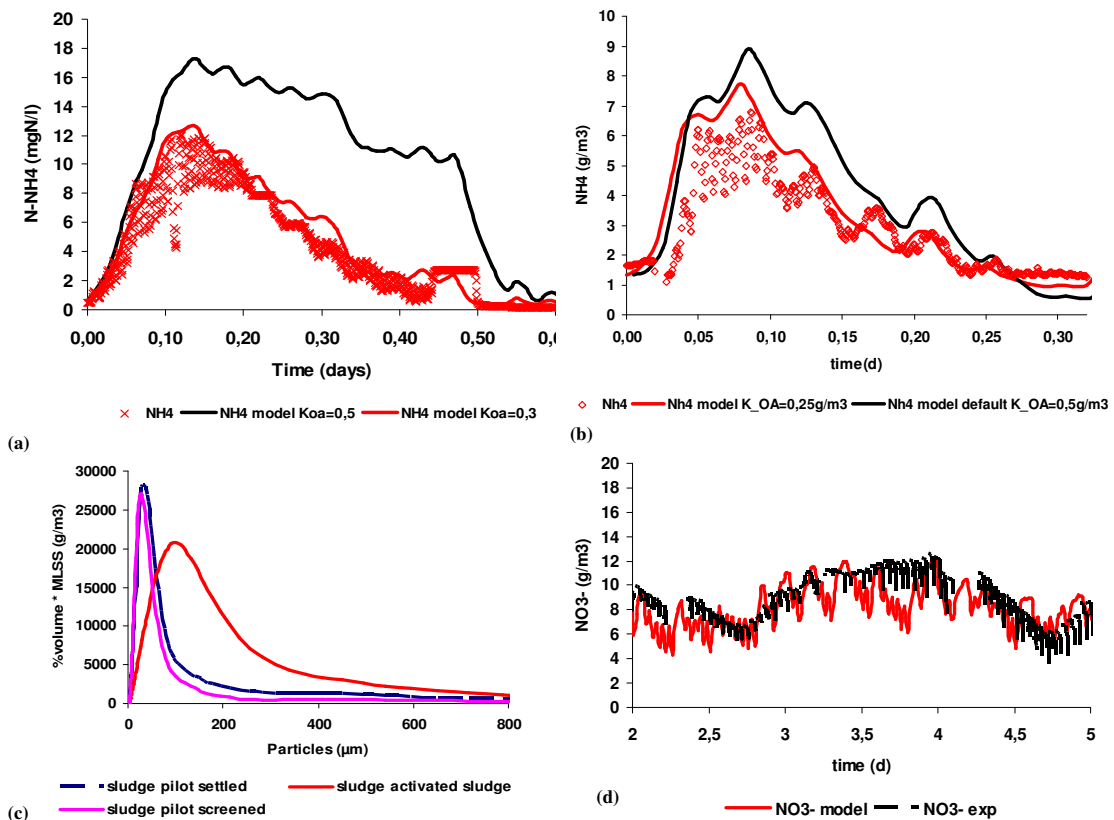 20
18
16
14
12
10
8
6
4
2
0
N-NH4 (mgN/l)
0,00 0,10 0,20 0,30 0,40 0,50
Time (days)
NH4 NH4 model Koa=0,5 NH4 model Koa=0,3
(a)
10
9
8
7
6
5
4
3
2
1
0
NH4 (g/m3)
0,00 0,05 0,10 0,15 0,20 0,25 0,30
time(d)
Nh4 Nh4 model K_OA=0,25g/m3 Nh4 model default K_OA=0,5g/m3
(b)
30000
25000
20000
15000
10000
5000
0
%volume * MLSS (g/m3)
0 200 400 600 800
Particles (µm)
sludge pilot settled sludge activated sludge
sludge pilot screened
(c)
20
18
16
14
12
10
8
6
4
2
0
NO3- (g/m3)
2 2,5 3 3,5 4 4,5 5
time (d)
NO3- model NO3- exp
(d)